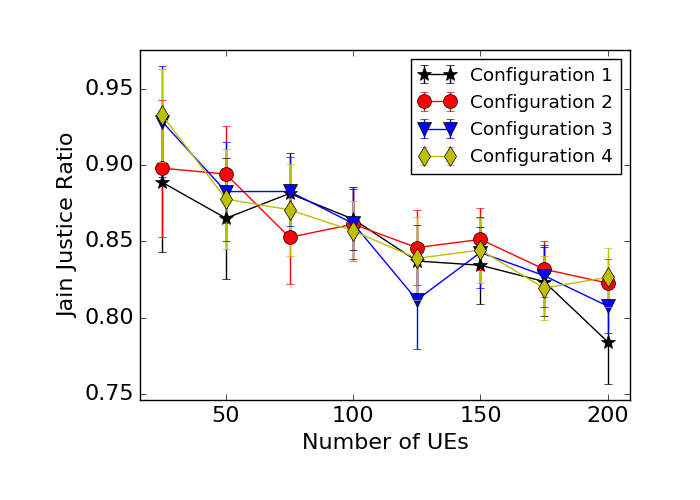 Configuration 1
Configuration 2
Configuration 3
Configuration 4
Jain Justice Ratio
0.95
0.90
0.85
0.80
0.75
50 100 150 200
Number of UEs